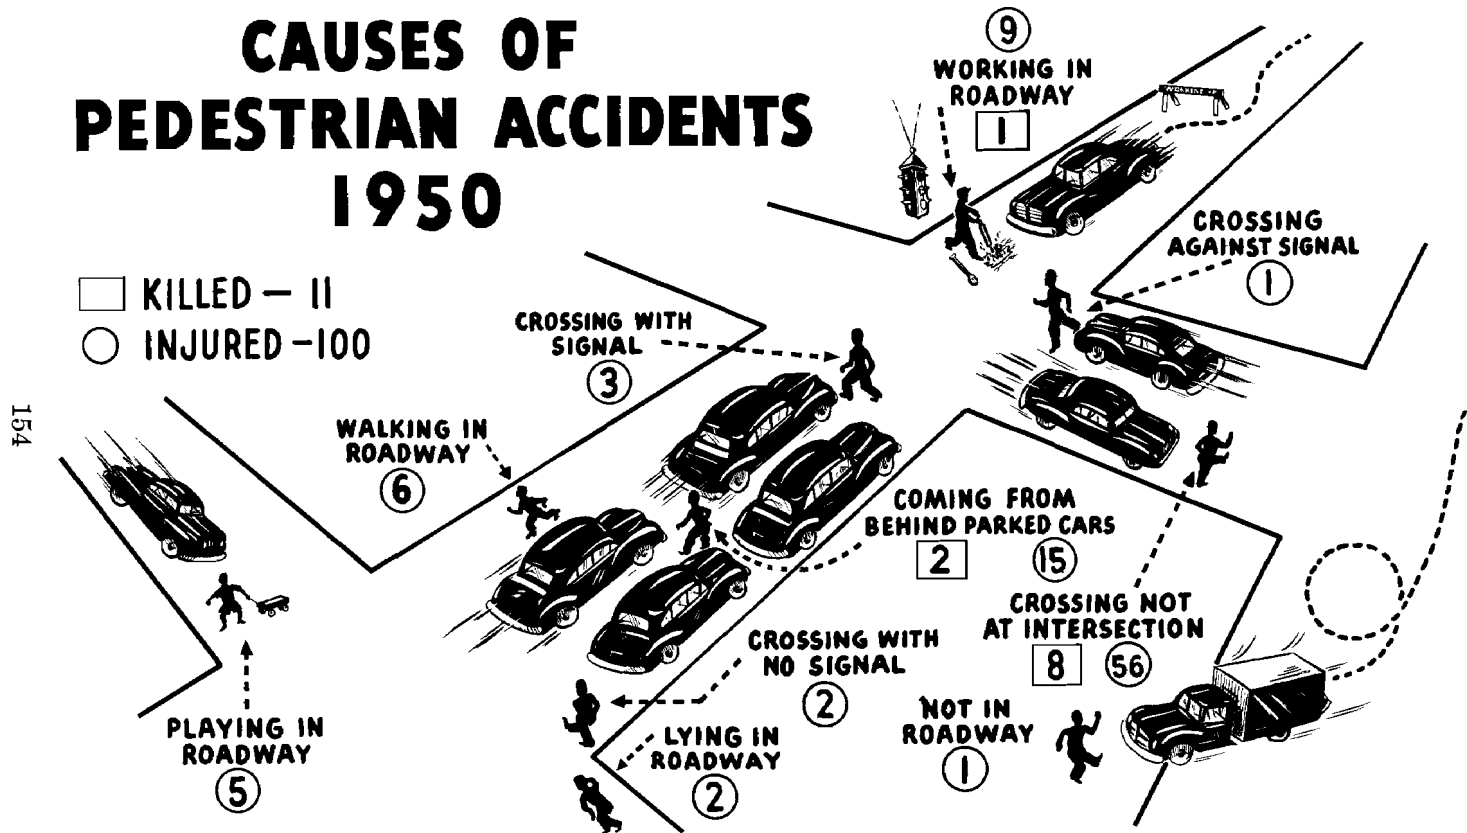 CAUSES OF
PEDESTRIAN ACCIDENTS
1950
KILLED – 11
INJURED –100
154
9
WORKING IN
ROADWAY
1
CROSSING
AGAINST SIGNAL
1
CROSSING WITH
SIGNAL
3
WALKING IN
ROADWAY
6
COMING FROM
BEHIND PARKED CARS
2 15
CROSSING NOT
AT INTERSECTION
8 56
CROSSING WITH
NO SIGNAL
2
NOT IN
ROADWAY
1
PLAYING IN
ROADWAY
5
LYING IN
ROADWAY
2